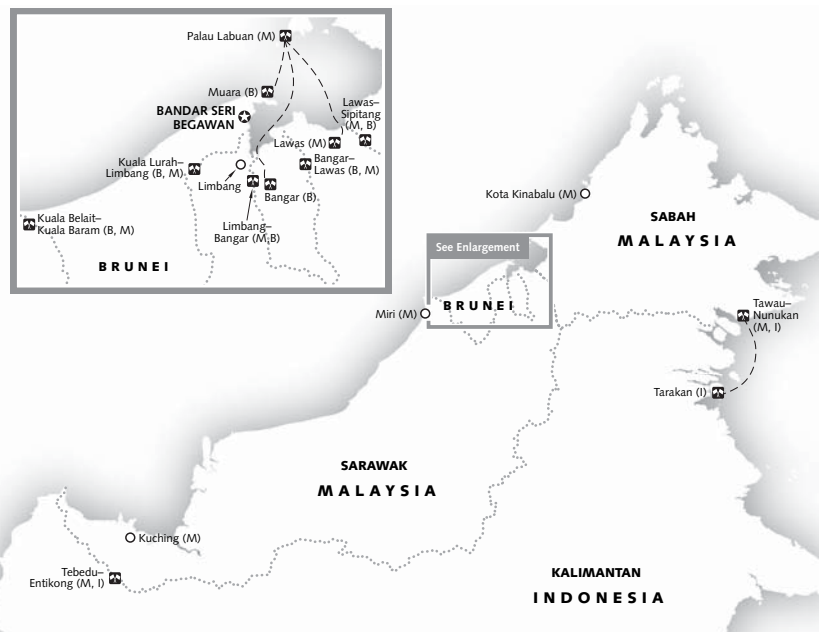 Palau Labuan (M)
Muara (B)
BANDAR SERI
BEGAWAN
Lawas–
Sipitang
(M, B)
Lawas (M)
Kuala Lurah–
Limbang (B, M)
Bangar–
Lawas (B, M)
Limbang
Bangar (B)
Limbang–
Bangar (M,B)
Kuala Belait–
Kuala Baram (B, M)
BRUNEI
Kota Kinabalu (M)
SABAH
MALAYSIA
See Enlargement
BRUNEI
Miri (M)
Tawau–
Nunukan
(M, I)
Tarakan (I)
SARAWAK
MALAYSIA
Kuching (M)
Tebedu–
Entikong (M, I)
KALIMANTAN
INDONESIA